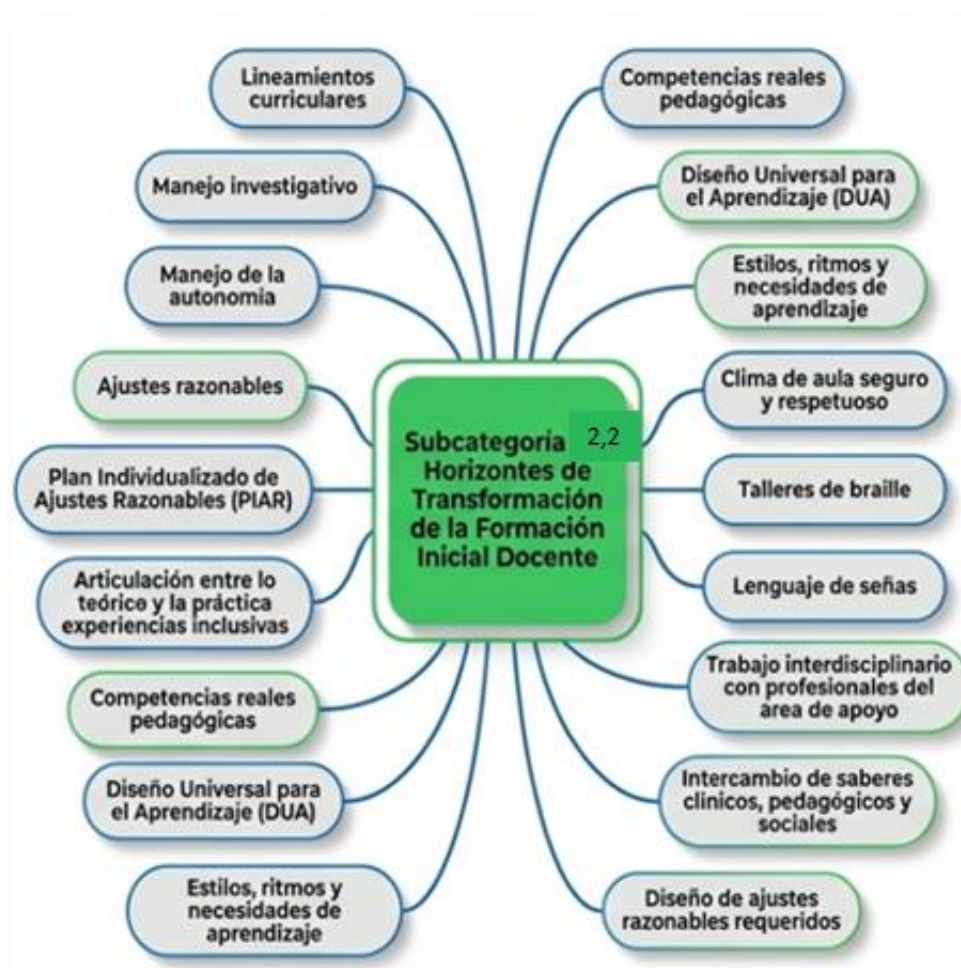 Lineamientos
curriculares
Manejo investigativo
Manejo de la
autonomia
Ajustes razonables
Plan Individualizado de
Ajustes Razonables (PIAR)
Articulación entre lo
teórico y la práctica
experiencias inclusivas
Competencias reales
pedagógicas
Diseño Universal para
el Aprendizaje (DUA)
Estilos, ritmos y
necesidades de
aprendizaje
Subcategoría 2,2
Horizontes de
Transformación
de la Formación
Inicial Docente
Competencias reales
pedagógicas
Diseño Universal para
el Aprendizaje (DUA)
Estilos, ritmos y
necesidades de
aprendizaje
Clima de aula seguro
y respetuoso
Talleres de braille
Lenguaje de señas
Trabajo interdisciplinario
con profesionales del
area de apoyo
Intercambio de saberes
clinicos, pedagógicos y
sociales
Diseño de ajustes
razonables requeridos